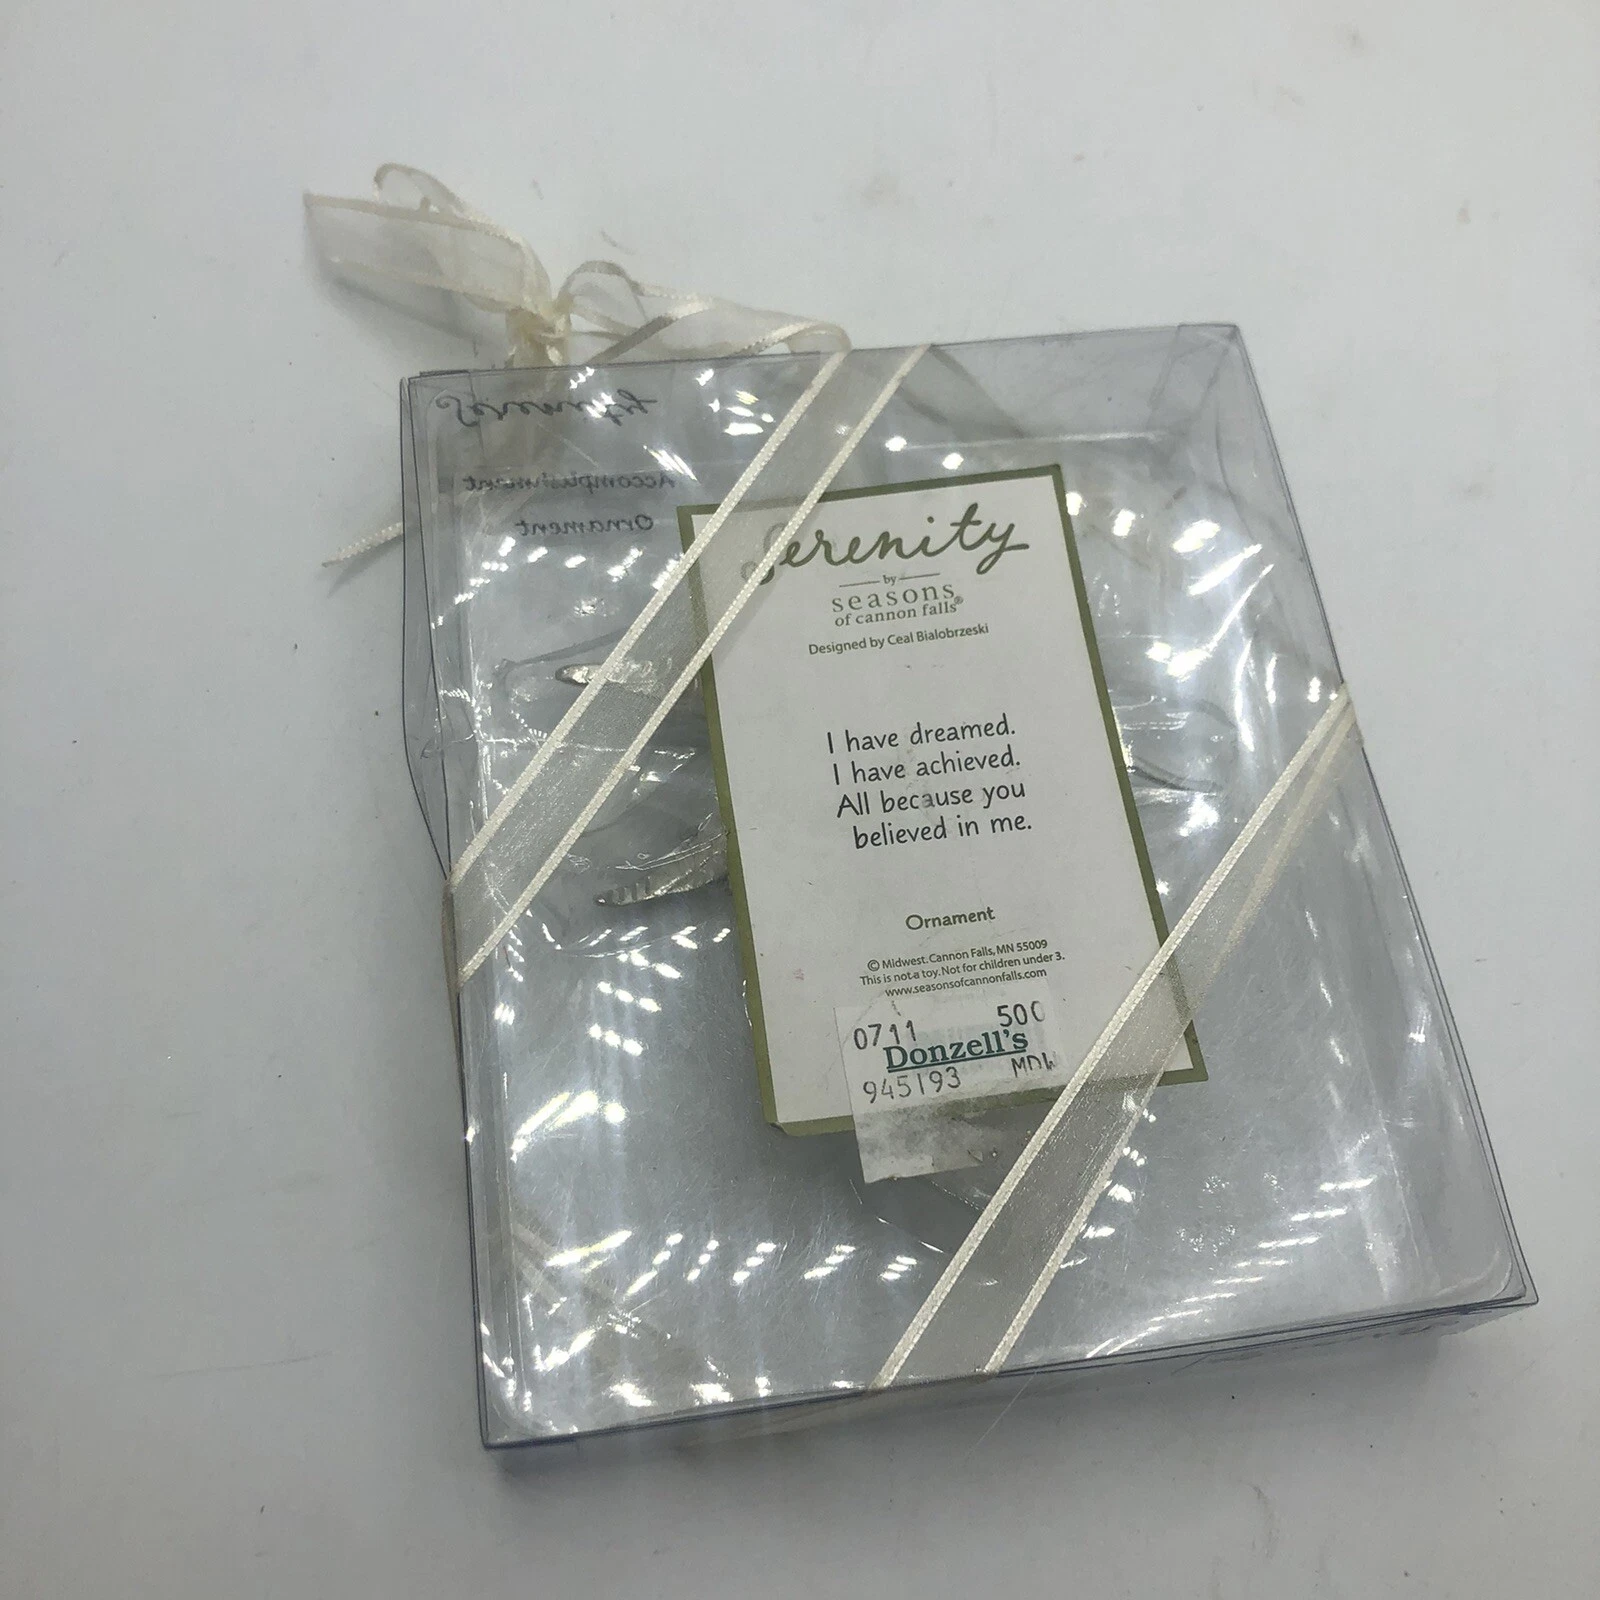 Serenity
Accomplishment
Ornament
Serenity
by
seasons
of cannon falls®
Designed by Ceal Bialobrzeski
I have dreamed.
I have achieved.
All because you
believed in me.
Ornament
© Midwest. Cannon Falls, MN 55009
This is not a toy. Not for children under 3.
www.seasonsofcannonfalls.com
0711 500
Donzell's
945193 MDW